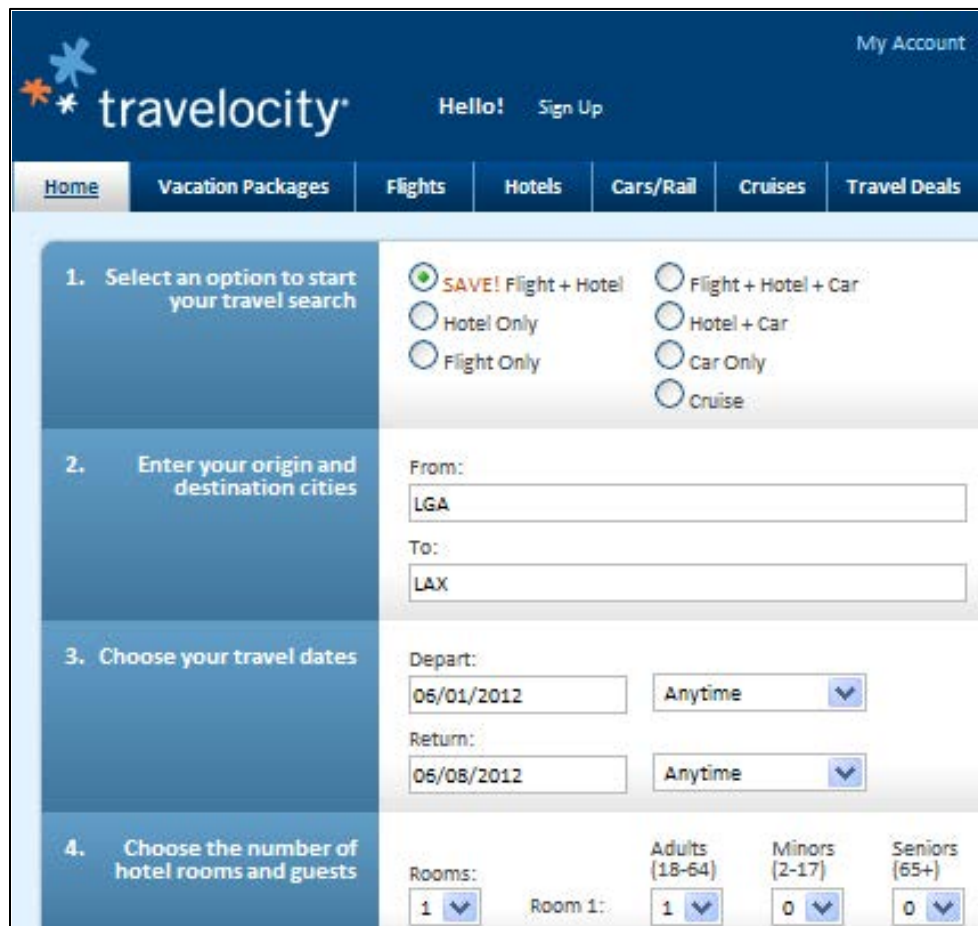 My Account
travelocity
Hello! Sign Up
Home Vacation Packages Flights Hotels Cars/Rail Cruises Travel Deals
1. Select an option to start
your travel search
SAVE! Flight + Hotel
Hotel Only
Flight Only
Flight + Hotel + Car
Hotel + Car
Car Only
Cruise
2. Enter your origin and
destination cities
From:
LGA
To:
LAX
3. Choose your travel dates
Depart:
06/01/2012 Anytime
Return:
06/08/2012 Anytime
4. Choose the number of
hotel rooms and guests
Rooms:
1
Room 1:
Adults
(18-64)
1
Minors
(2-17)
0
Seniors
(65+)
0